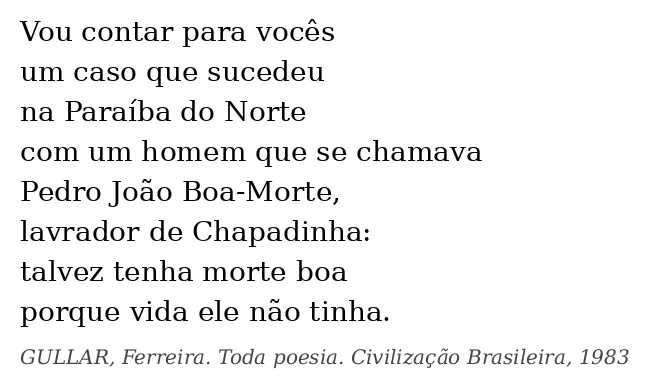 Vou contar para vocês
um caso que sucedeu
na Paraíba do Norte
com um homem que se chamava
Pedro João Boa-Morte,
lavrador de Chapadinha:
talvez tenha morte boa
porque vida ele não tinha.
GULLAR, Ferreira. Toda poesia. Civilização Brasileira, 1983